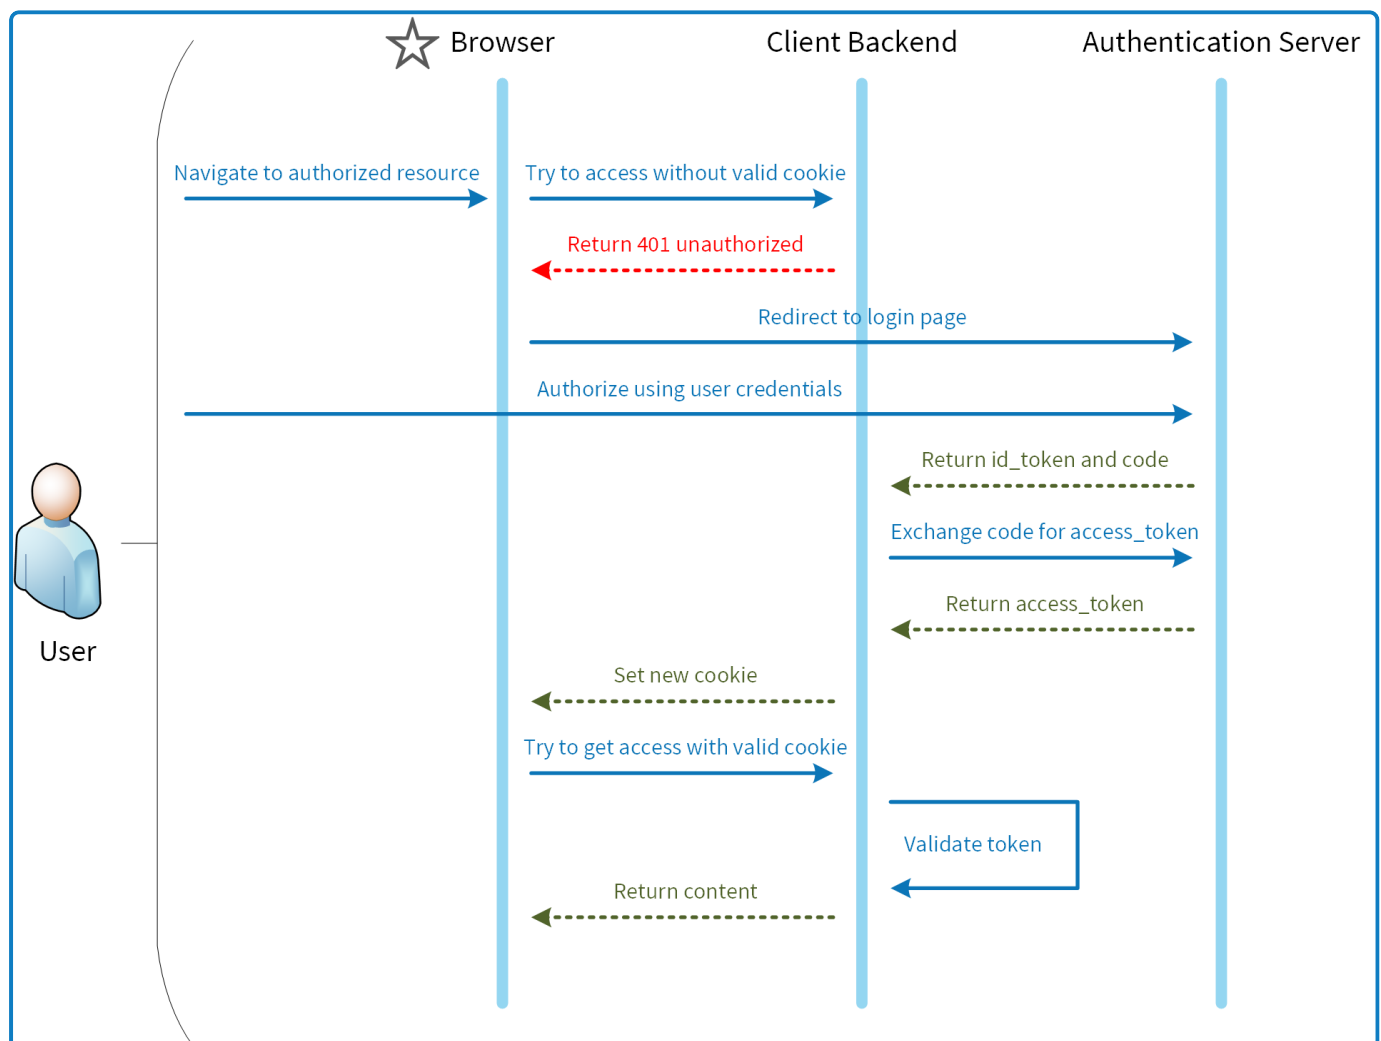 Browser
Client Backend
Authentication Server
Navigate to authorized resource
Try to access without valid cookie
Return 401 unauthorized
Redirect to login page
Authorize using user credentials
Return id_token and code
Exchange code for access_token
Return access_token
User
Set new cookie
Try to get access with valid cookie
Validate token
Return content